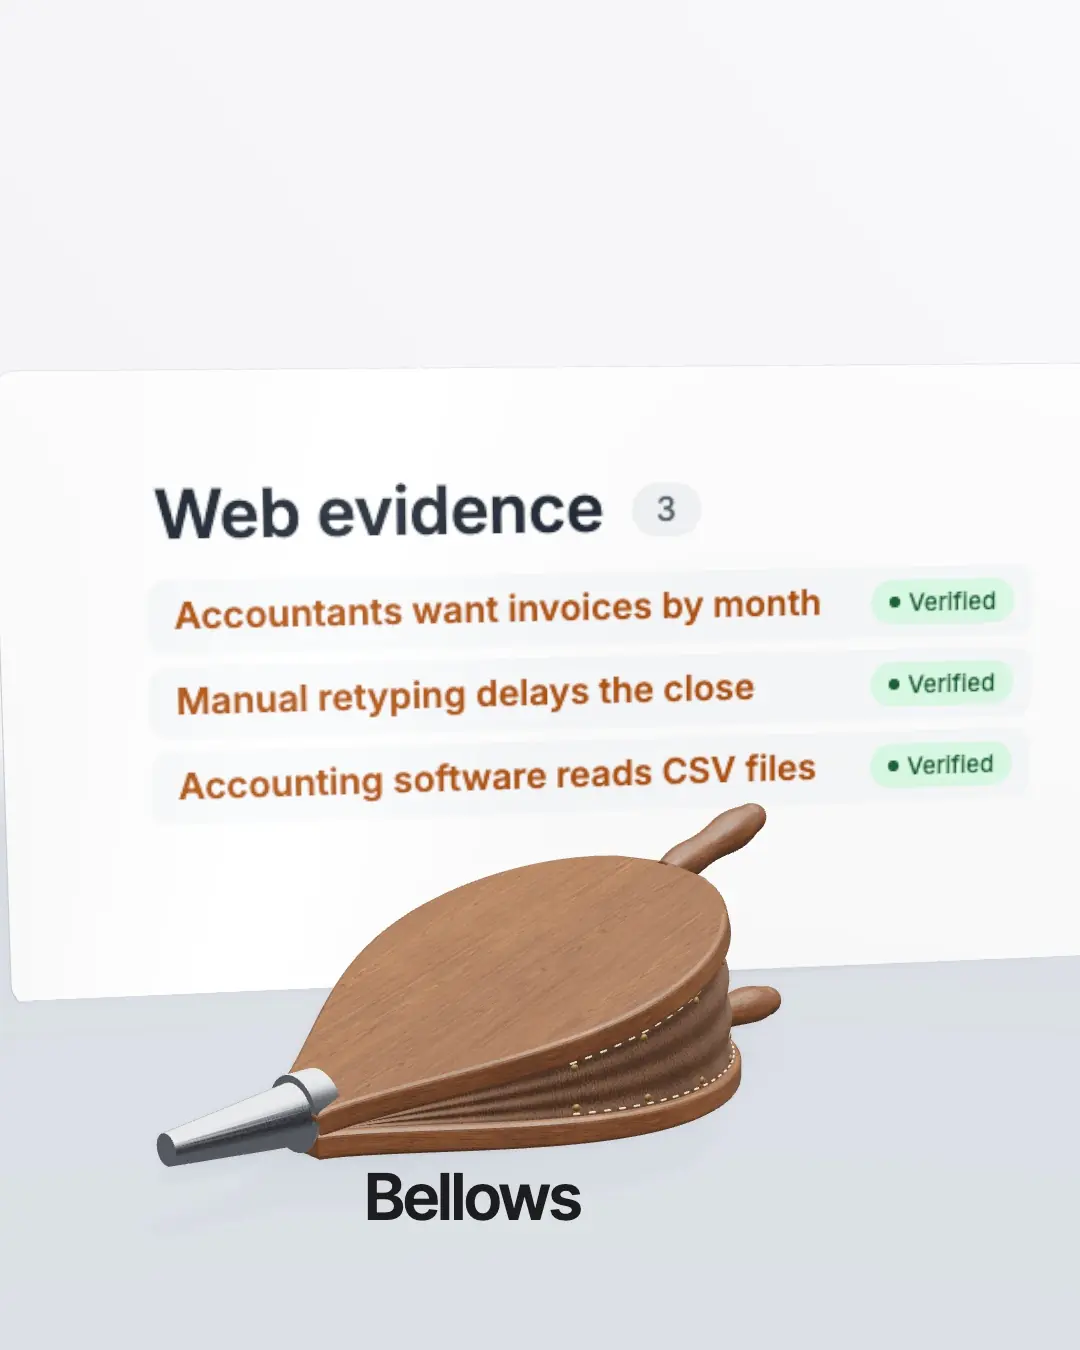 Web evidence 3
Accountants want invoices by month Verified
Manual retyping delays the close Verified
Accounting software reads CSV files Verified
Bellows